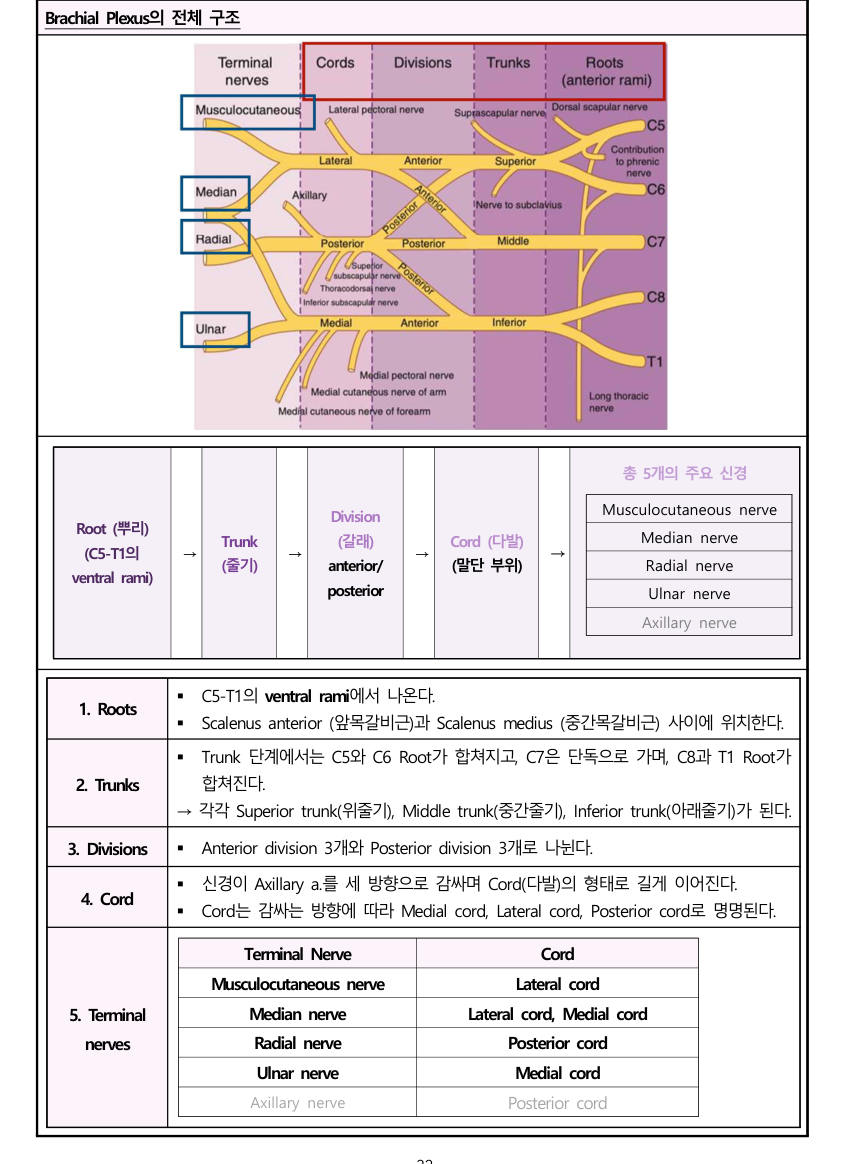 Brachial Plexus의 전체 구조
Terminal nerves
Cords
Divisions
Trunks
Roots (anterior rami)
Musculocutaneous
Lateral pectoral nerve
Suprascapular nerve
Dorsal scapular nerve
C5
Contribution to phrenic nerve
Lateral
Anterior
Superior
Median
Axillary
Anterior
Posterior
Nerve to subclavius
C6
Radial
Posterior
Posterior
Middle
C7
Superior subscapular nerve
Posterior
Thoracodorsal nerve
Inferior subscapular nerve
C8
Ulnar
Medial
Anterior
Inferior
T1
Medial pectoral nerve
Medial cutaneous nerve of arm
Medial cutaneous nerve of forearm
Long thoracic nerve
Root (뿌리)
(C5-T1의
ventral rami)
→
Trunk
(줄기)
→
Division
(갈래)
anterior/
posterior
→
Cord (다발)
(말단 부위)
→
총 5개의 주요 신경
Musculocutaneous nerve
Median nerve
Radial nerve
Ulnar nerve
Axillary nerve
1. Roots
▪ C5-T1의 ventral rami에서 나온다.
▪ Scalenus anterior (앞목갈비근)과 Scalenus medius (중간목갈비근) 사이에 위치한다.
2. Trunks
▪ Trunk 단계에서는 C5와 C6 Root가 합쳐지고, C7은 단독으로 가며, C8과 T1 Root가
합쳐진다.
→ 각각 Superior trunk(위줄기), Middle trunk(중간줄기), Inferior trunk(아래줄기)가 된다.
3. Divisions
▪ Anterior division 3개와 Posterior division 3개로 나뉜다.
4. Cord
▪ 신경이 Axillary a.를 세 방향으로 감싸며 Cord(다발)의 형태로 길게 이어진다.
▪ Cord는 감싸는 방향에 따라 Medial cord, Lateral cord, Posterior cord로 명명된다.
5. Terminal
nerves
Terminal Nerve Cord
Musculocutaneous nerve Lateral cord
Median nerve Lateral cord, Medial cord
Radial nerve Posterior cord
Ulnar nerve Medial cord
Axillary nerve Posterior cord